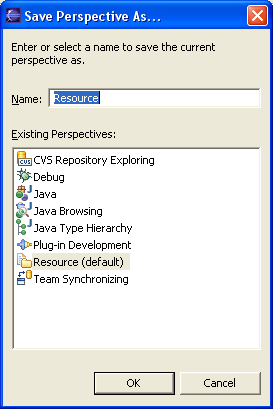 Save Perspective As...
Enter or select a name to save the current
perspective as.
Name: Resource
Existing Perspectives:
CVS Repository Exploring
Debug
Java
Java Browsing
Java Type Hierarchy
Plug-in Development
Resource (default)
Team Synchronizing
OK Cancel